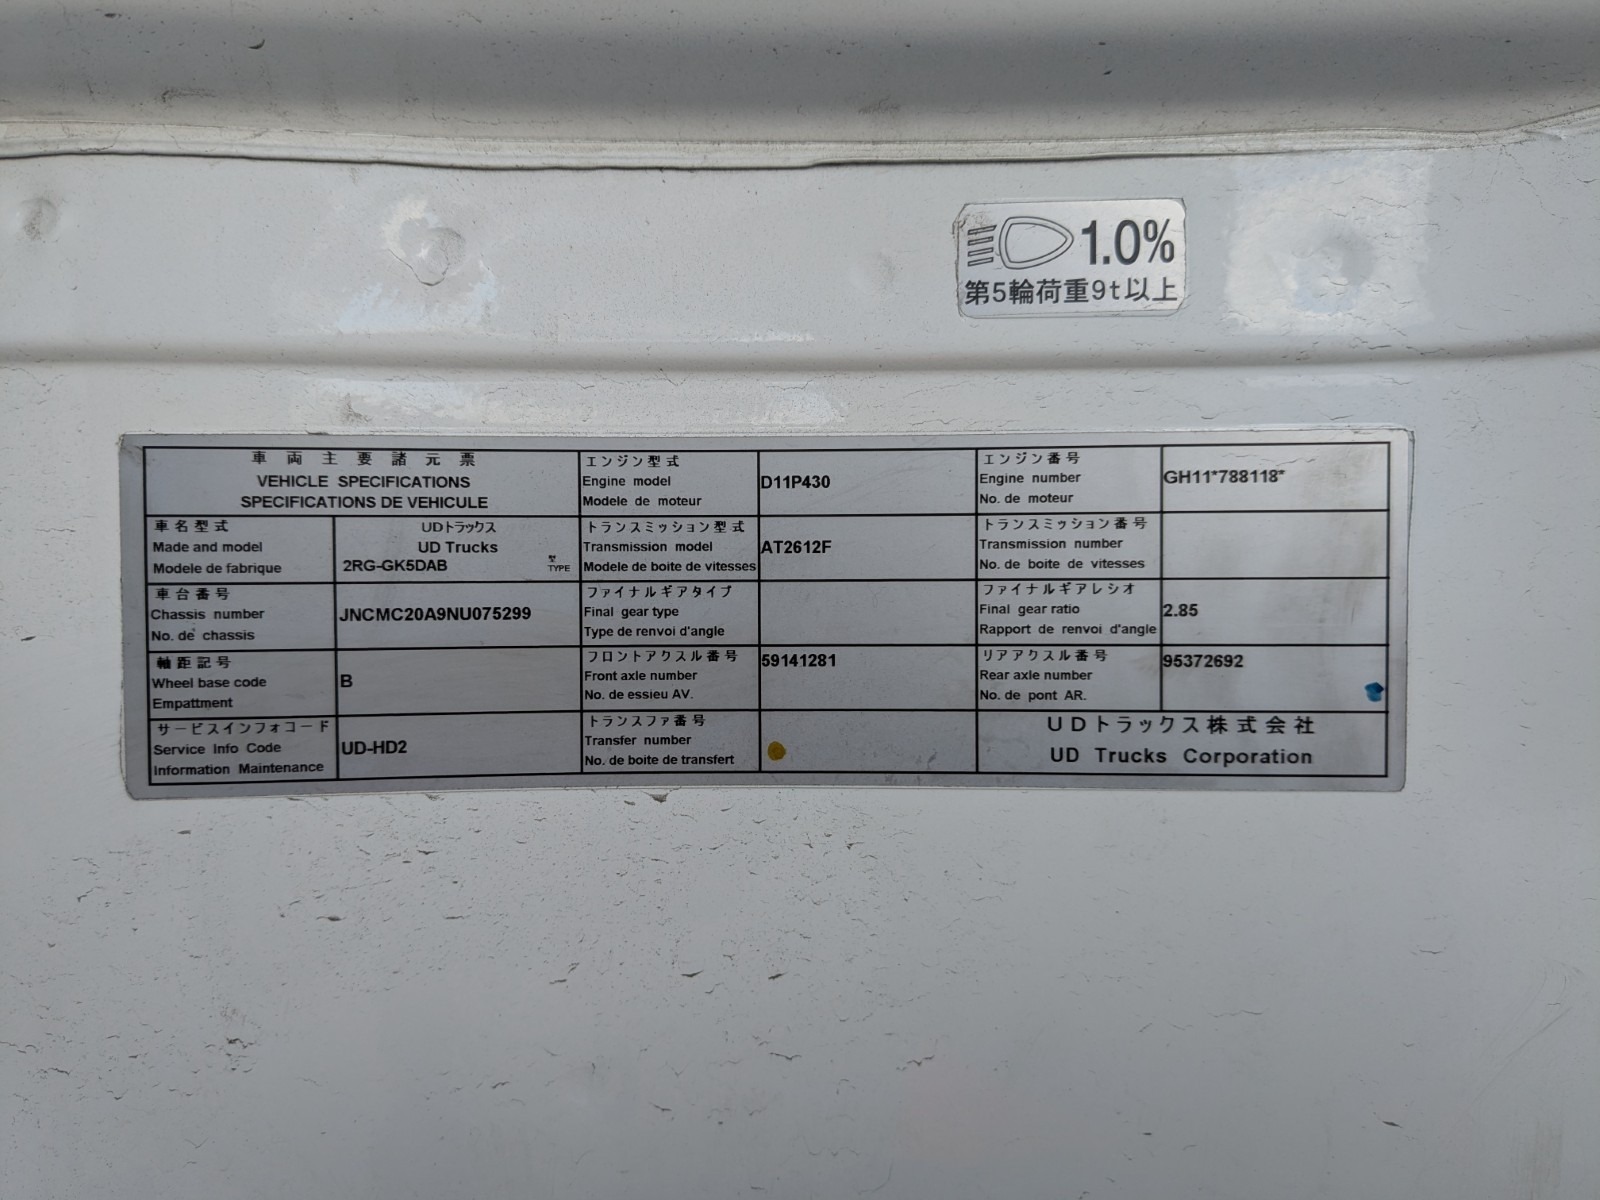 1.0%
第5輪荷重9t以上
車両主要諸元票
VEHICLE SPECIFICATIONS
SPECIFICATIONS DE VEHICULE
エンジン型式
Engine model
Modele de moteur
D11P430
エンジン番号
Engine number
No. de moteur
GH11*788118*
車名型式
Made and model
Modele de fabrique
UDトラックス
UD Trucks
2RG-GK5DAB
型
TYPE
トランスミッション型式
Transmission model
Modele de boite de vitesses
AT2612F
トランスミッション番号
Transmission number
No. de boite de vitesses
車台番号
Chassis number
No. de chassis
JNCMC20A9NU075299
ファイナルギアタイプ
Final gear type
Type de renvoi d'angle
ファイナルギアレシオ
Final gear ratio
Rapport de renvoi d'angle
2.85
軸距記号
Wheel base code
Empattment
B
フロントアクスル番号
Front axle number
No. de essieu AV.
59141281
リアアクスル番号
Rear axle number
No. de pont AR.
95372692
サービスインフォコード
Service Info Code
Information Maintenance
UD-HD2
トランスファ番号
Transfer number
No. de boite de transfert
UDトラックス株式会社
UD Trucks Corporation